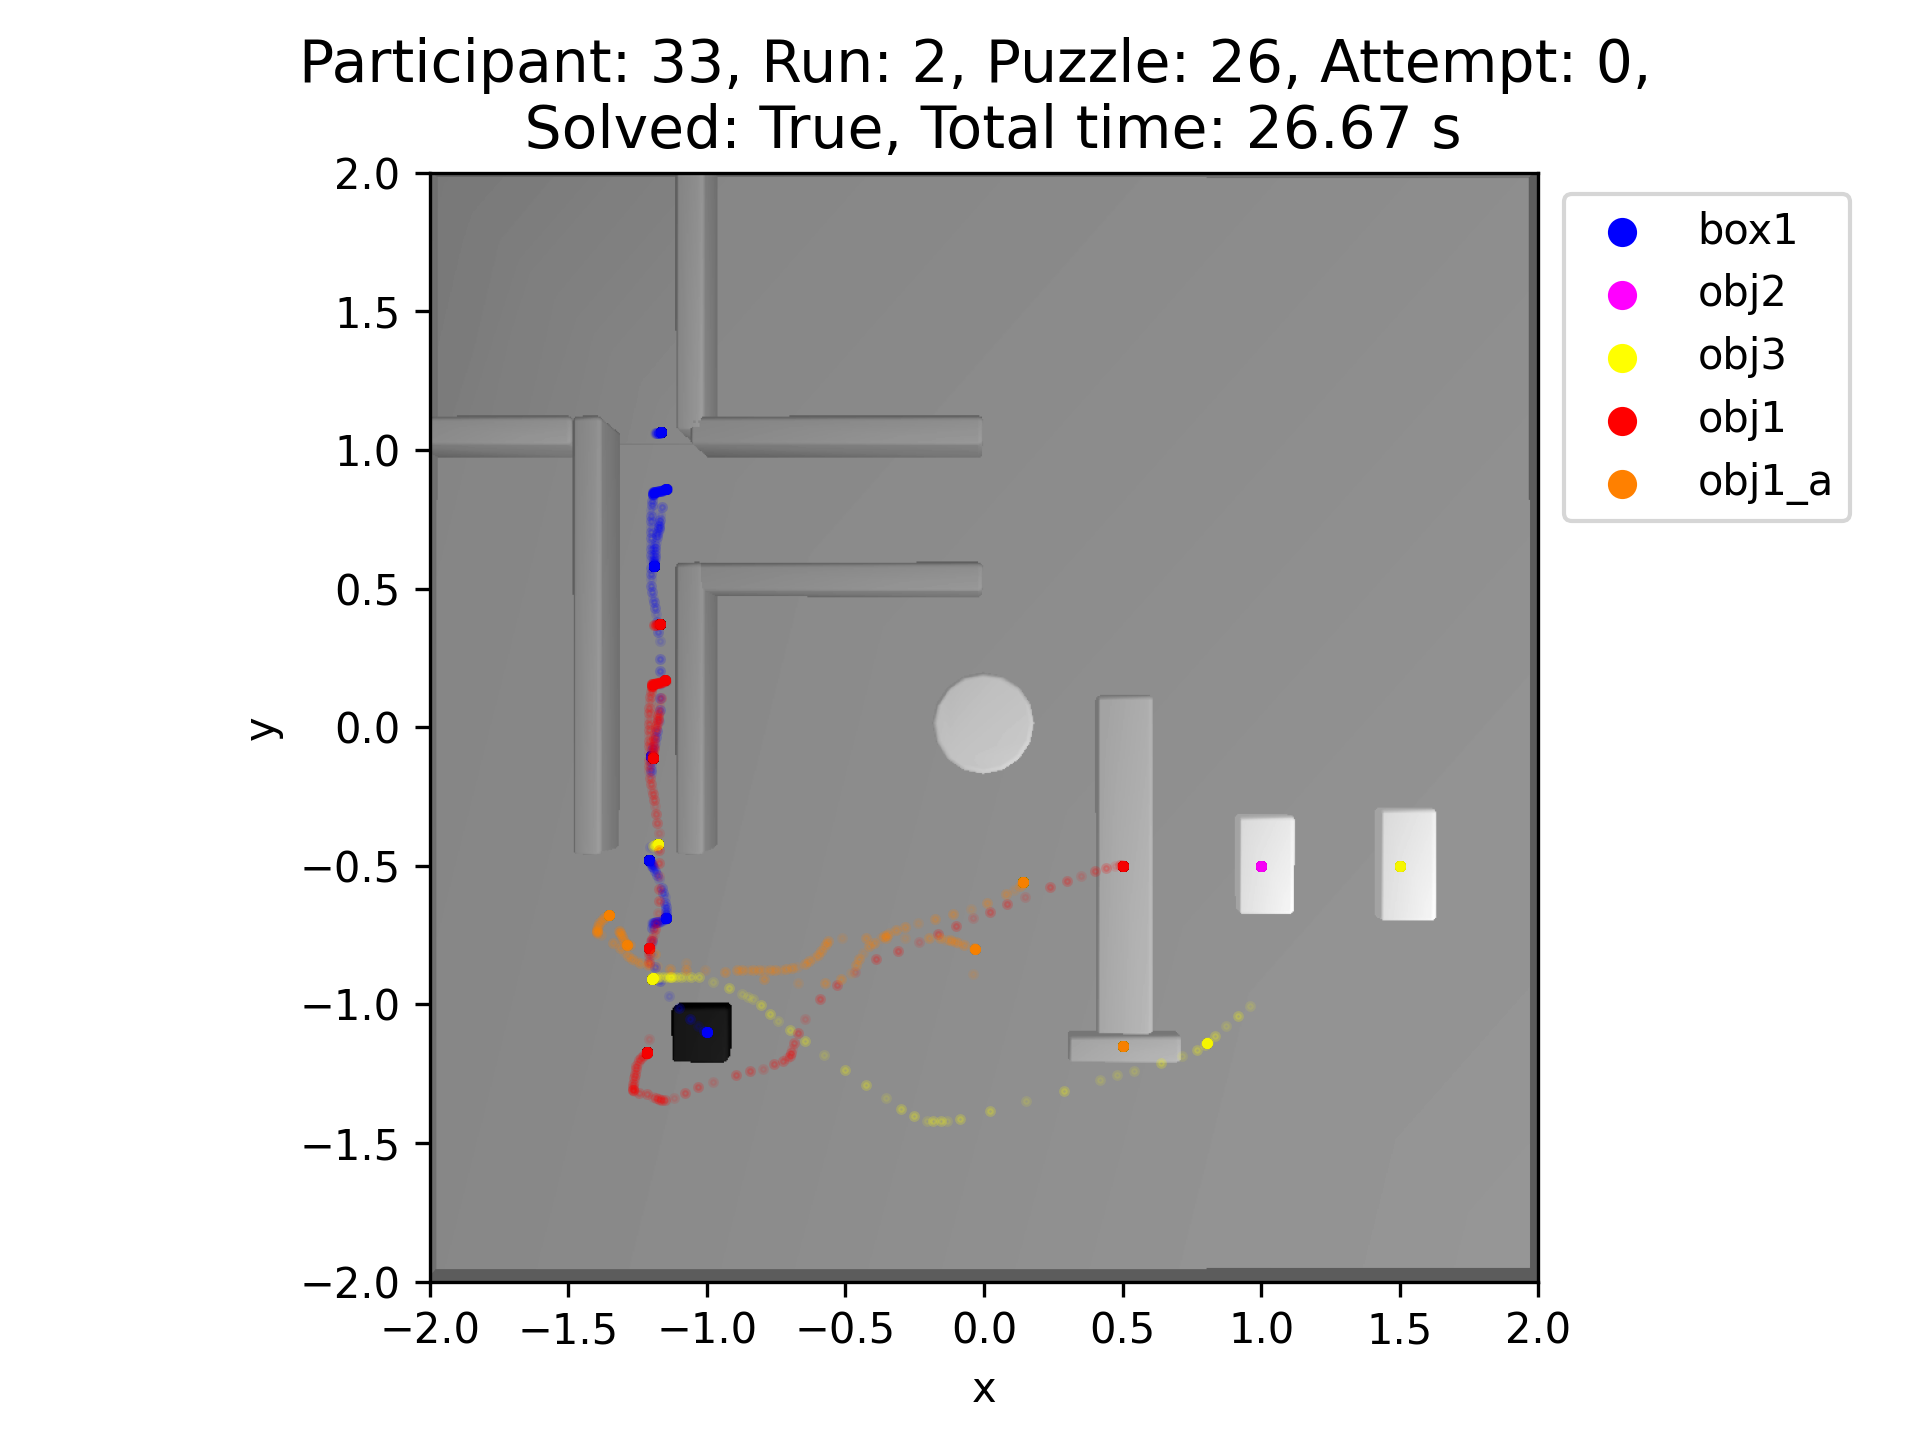 Participant: 33, Run: 2, Puzzle: 26, Attempt: 0,
Solved: True, Total time: 26.67 s
2.0
1.5
1.0
0.5
0.0
−0.5
−1.0
−1.5
−2.0
y
−2.0 −1.5 −1.0 −0.5 0.0 0.5 1.0 1.5 2.0
x
box1
obj2
obj3
obj1
obj1_a